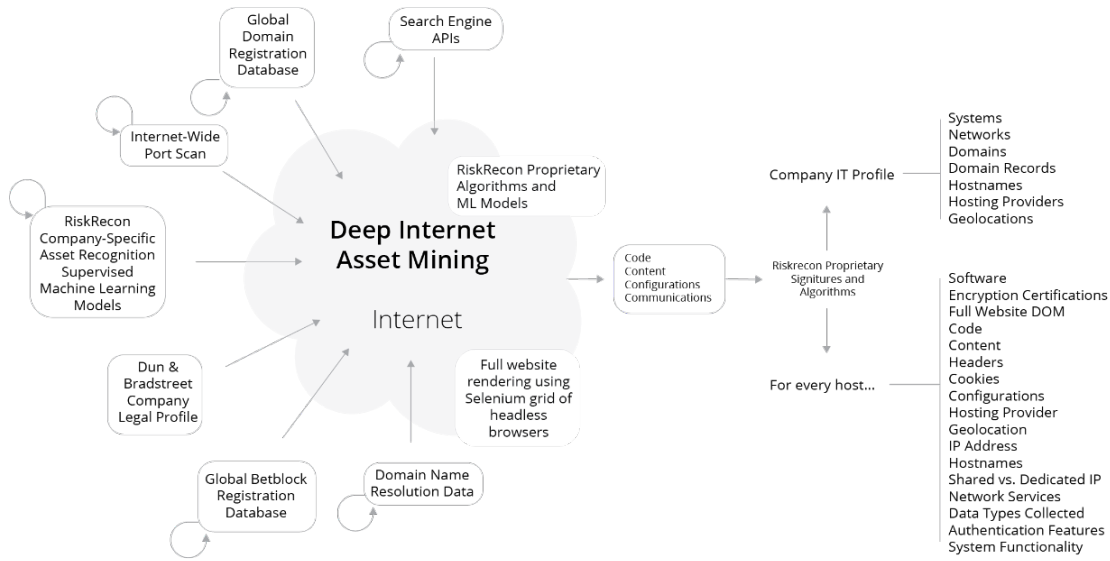 Global
Domain
Registration
Database
Search Engine
APIs
Internet-Wide
Port Scan
RiskRecon
Company-Specific
Asset Recognition
Supervised
Machine Learning
Models
Dun &
Bradstreet
Company
Legal Profile
Global Betblock
Registration
Database
Domain Name
Resolution Data
RiskRecon Proprietary
Algorithms and
ML Models
Deep Internet
Asset Mining
Internet
Full website
rendering using
Selenium grid of
headless
browsers
Code
Content
Configurations
Communications
Riskrecon Proprietary
Signitures and
Algorithms
Company IT Profile
Systems
Networks
Domains
Domain Records
Hostnames
Hosting Providers
Geolocations
For every host...
Software
Encryption Certifications
Full Website DOM
Code
Content
Headers
Cookies
Configurations
Hosting Provider
Geolocation
IP Address
Hostnames
Shared vs. Dedicated IP
Network Services
Data Types Collected
Authentication Features
System Functionality